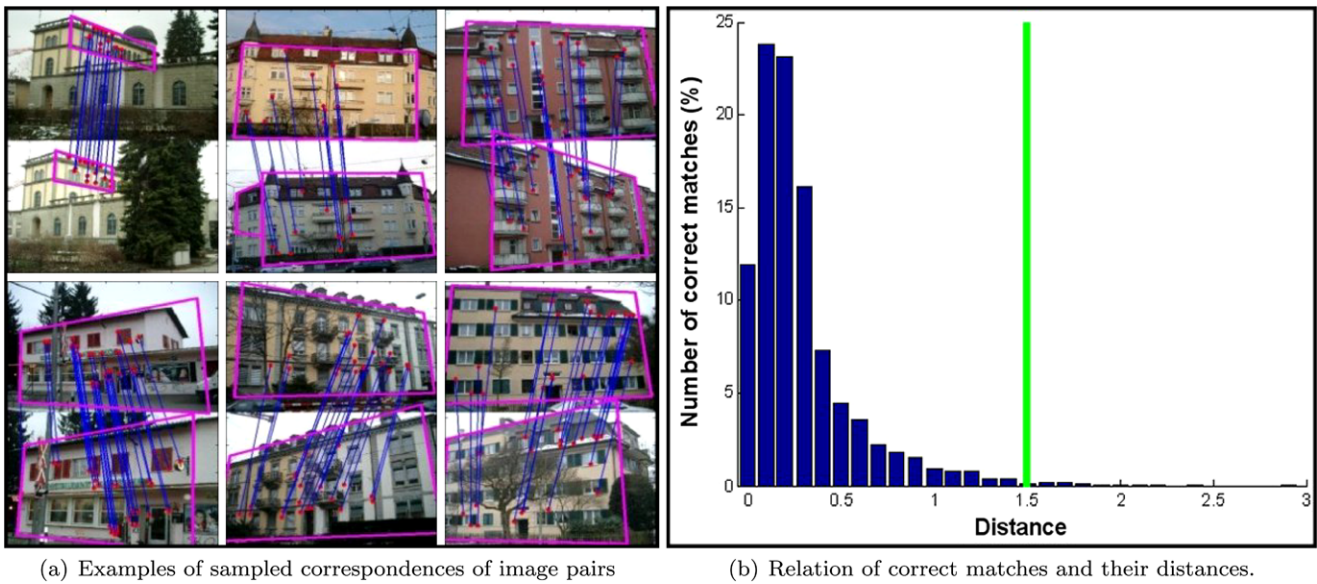 25
20
15
10
5
0
Number of correct matches (%)
0 0.5 1 1.5 2 2.5 3
Distance
(a) Examples of sampled correspondences of image pairs
(b) Relation of correct matches and their distances.